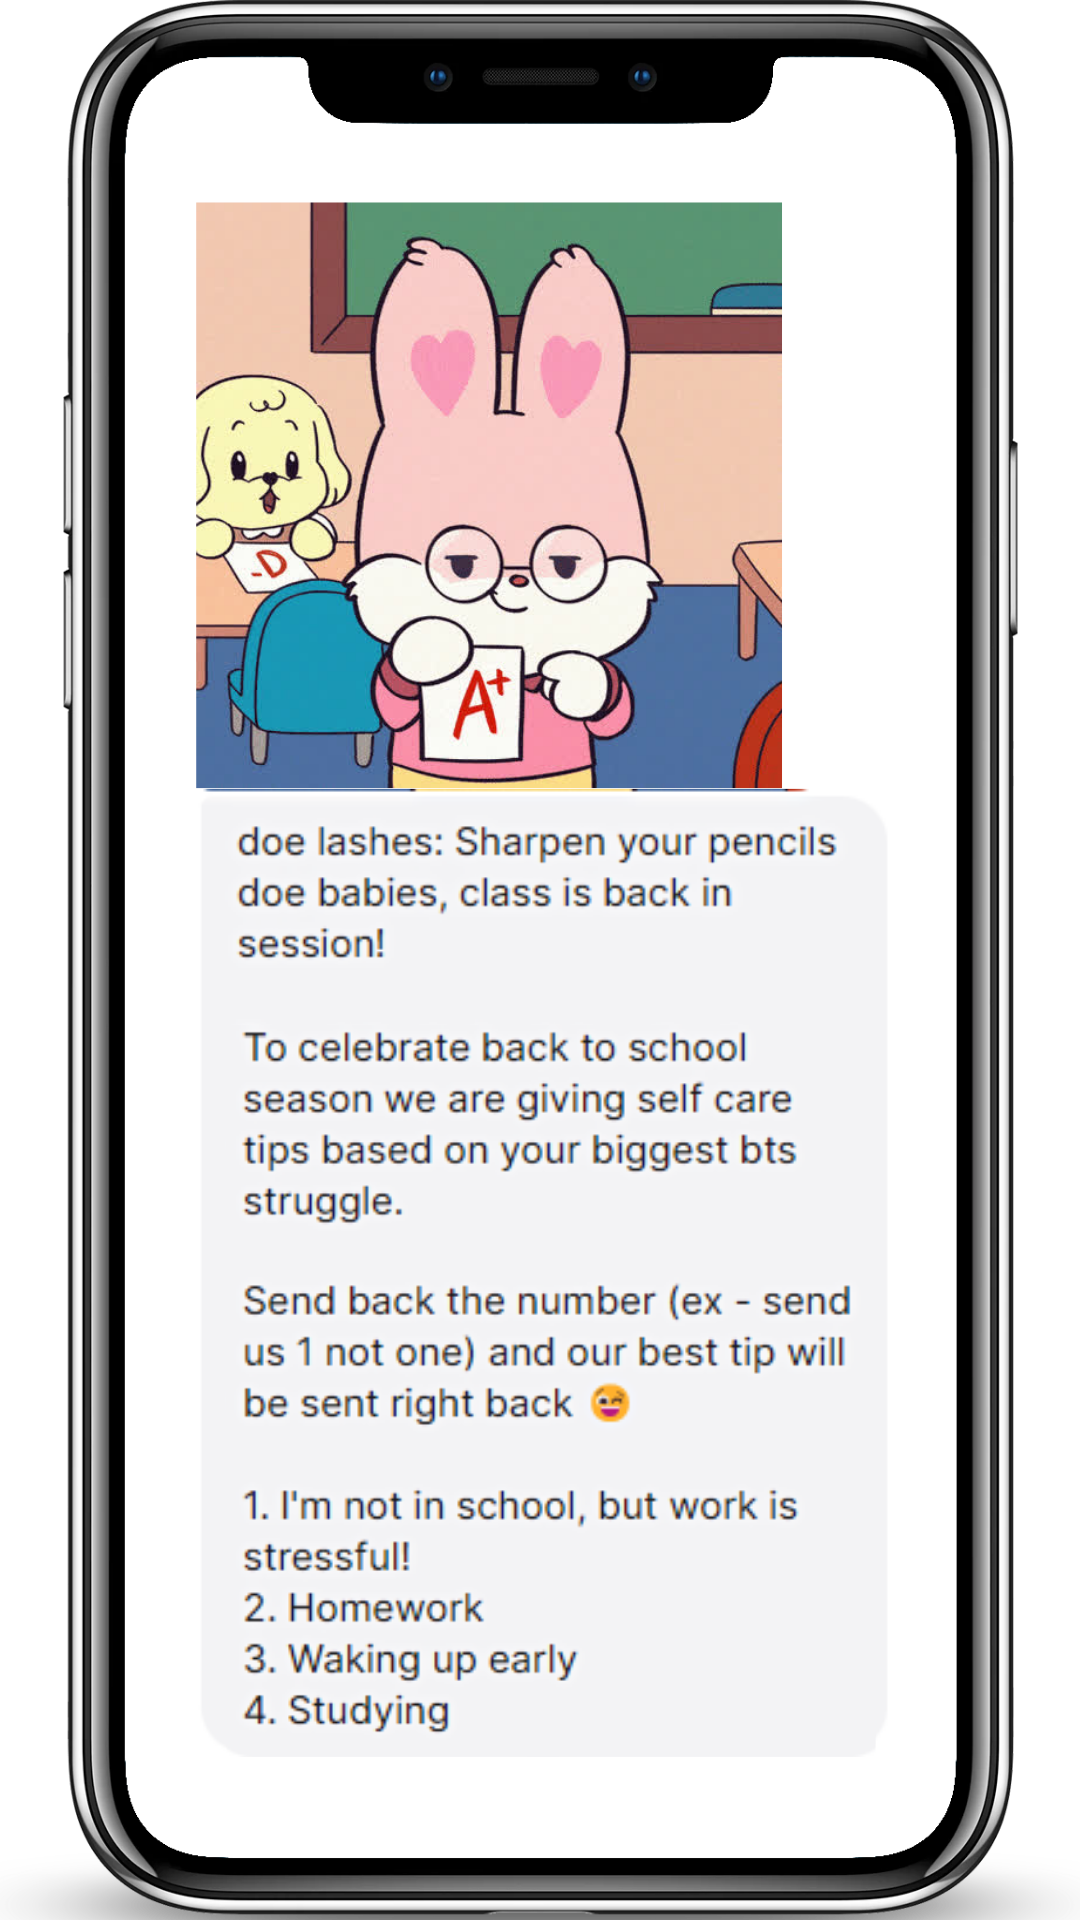 -D
A+
doe lashes: Sharpen your pencils
doe babies, class is back in
session!
To celebrate back to school
season we are giving self care
tips based on your biggest bts
struggle.
Send back the number (ex - send
us 1 not one) and our best tip will
be sent right back 😜
1. I'm not in school, but work is
stressful!
2. Homework
3. Waking up early
4. Studying